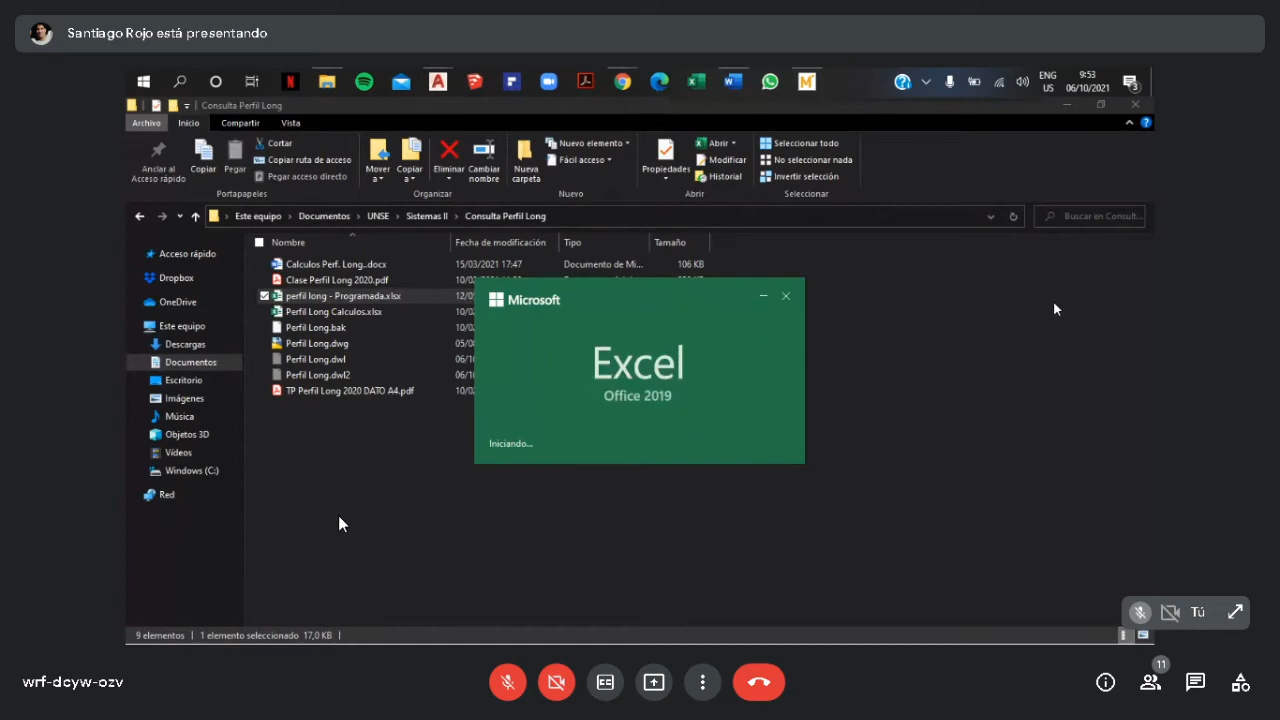 Santiago Rojo está presentando
ENG
US
9:53
06/10/2021
3
Consulta Perfil Long
Archivo Inicio Compartir Vista
Anclar al
Acceso rápido
Copiar
Pegar
Cortar
Copiar ruta de acceso
Pegar acceso directo
Portapapeles
Mover
a
Copiar
a
Eliminar
Cambiar
nombre
Organizar
Nueva
carpeta
Nuevo elemento
Fácil acceso
Nuevo
Propiedades
Abrir
Modificar
Historial
Abrir
Seleccionar todo
No seleccionar nada
Invertir selección
Seleccionar
Este equipo > Documentos > UNSE > Sistemas II > Consulta Perfil Long
Buscar en Consult...
Acceso rápido
Dropbox
OneDrive
Este equipo
Descargas
Documentos
Escritorio
Imágenes
Música
Objetos 3D
Vídeos
Windows (C:)
Red
Nombre Fecha de modificación Tipo Tamaño
Calculos Perf. Long..docx 15/03/2021 17:47 Documento de Mi... 106 KB
Clase Perfil Long 2020.pdf
perfil long - Programada.xlsx
Perfil Long Calculos.xlsx
Perfil Long.bak
Perfil Long.dwg
Perfil Long.dwl
Perfil Long.dwl2
TP Perfil Long 2020 DATO A4.pdf
Microsoft
Excel
Office 2019
Iniciando...
9 elementos 1 elemento seleccionado 17,0 KB
Tú
wrf-dcyw-ozv
11